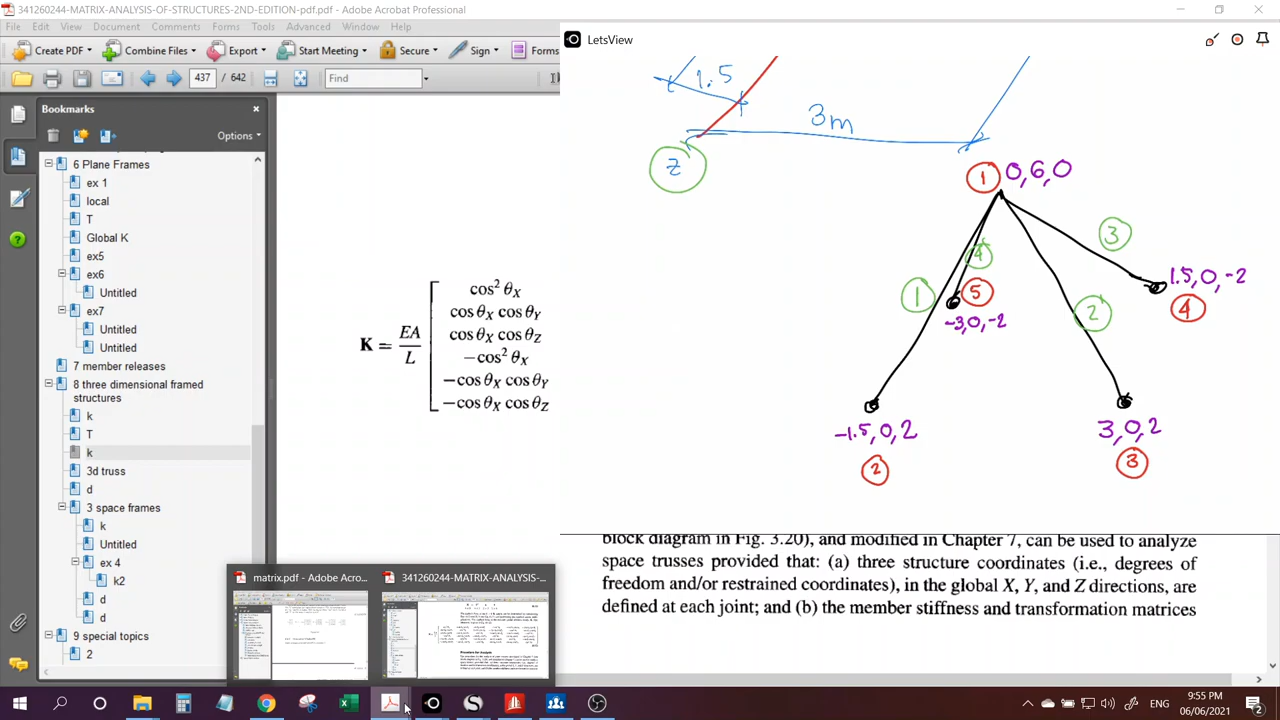 341260244-MATRIX-ANALYSIS-OF-STRUCTURES-2ND-EDITION-pdf.pdf - Adobe Acrobat Professional
File Edit View Document Comments Forms Tools Advanced Window Help
Create PDF Combine Files Export Start Meeting Secure Sign Forms
437 / 642 Find
LetsView
Bookmarks
Options
6 Plane Frames
ex 1
local
T
Global K
ex5
ex6
Untitled
ex7
Untitled
Untitled
7 member releases
8 three dimensional framed
structures
k
T
k
3d truss
d
3 space frames
k
Untitled
ex 4
k2
d
d
9 special topics
2
K = EA/L
cos² θX
cos θX cos θY
cos θX cos θZ
−cos² θX
−cos θX cos θY
−cos θX cos θZ
1.5
3m
Z
1 0,6,0
3
4
1.5,0,-2
1 5
4
-3,0,-2
2
-1.5,0,2
3,0,2
2
3
block diagram in Fig. 3.20), and modified in Chapter 7, can be used to analyze
space trusses provided that: (a) three structure coordinates (i.e., degrees of
freedom and/or restrained coordinates), in the global X, Y, and Z directions, are
defined at each joint; and (b) the member stiffness and transformation matrices
matrix.pdf - Adobe Acro...
341260244-MATRIX-ANALYSIS-...
ENG
9:55 PM
06/06/2021
2